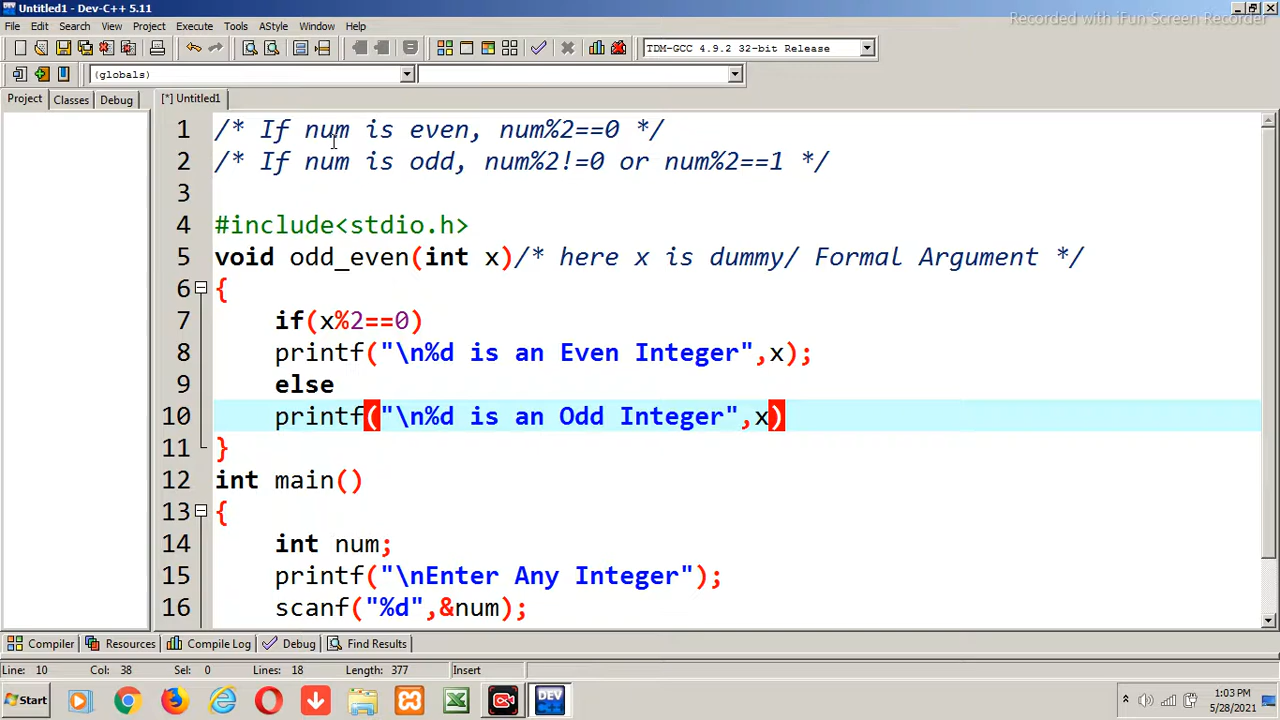 Untitled1 - Dev-C++ 5.11
File Edit Search View Project Execute Tools AStyle Window Help
Recorded with iFun Screen Recorder
TDM-GCC 4.9.2 32-bit Release
(globals)
Project Classes Debug [*] Untitled1
1 /* If num is even, num%2==0 */
2 /* If num is odd, num%2!=0 or num%2==1 */
3
4 #include<stdio.h>
5 void odd_even(int x)/* here x is dummy/ Formal Argument */
6 {
7 if(x%2==0)
8 printf("\n%d is an Even Integer",x);
9 else
10 printf("\n%d is an Odd Integer",x)
11 }
12 int main()
13 {
14 int num;
15 printf("\nEnter Any Integer");
16 scanf("%d",&num);
Compiler Resources Compile Log Debug Find Results
Line: 10 Col: 38 Sel: 0 Lines: 18 Length: 377 Insert
Start DEV 1:03 PM
5/28/2021